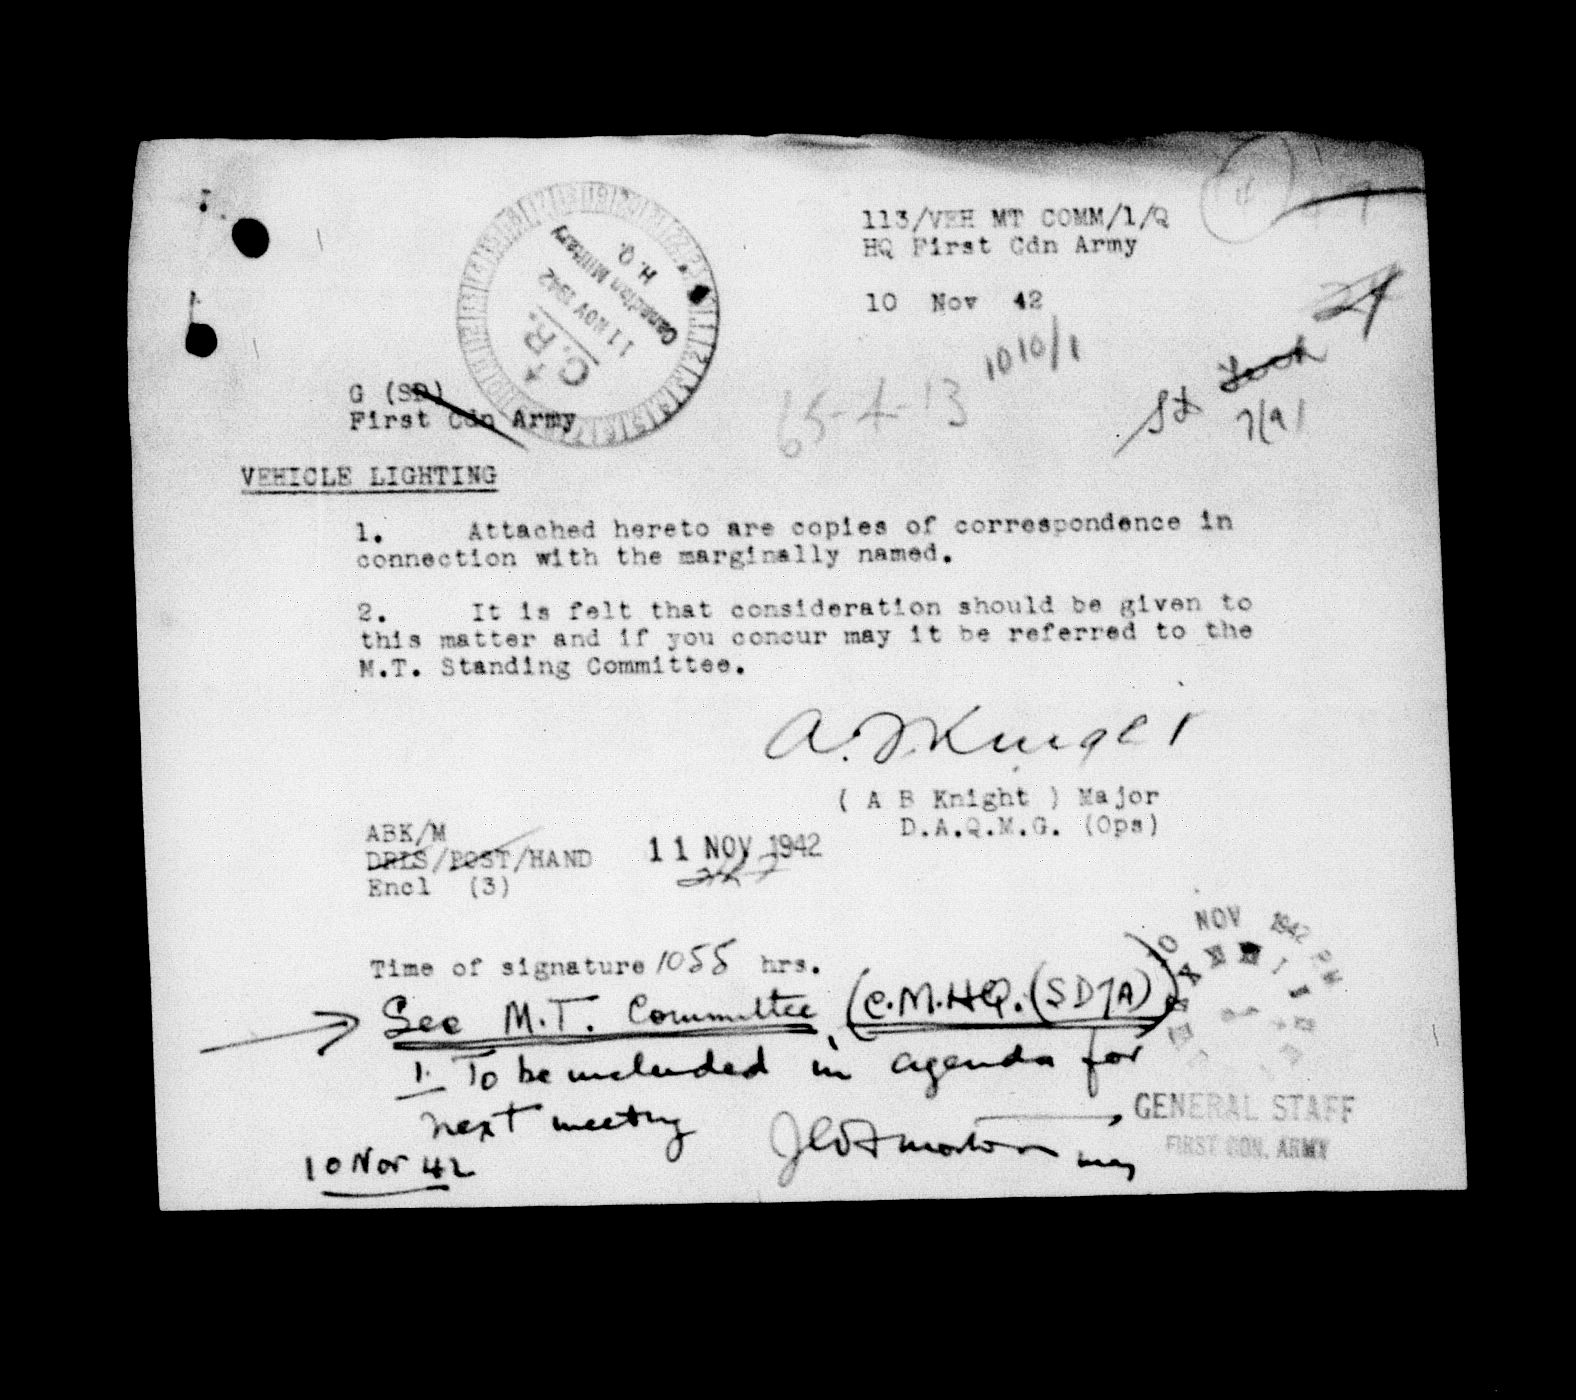 113/VEH MT COMM/1/Q
HQ First Cdn Army
10 Nov 42
C.R.
11 NOV 1942
Canadian Military
H.Q.
1010/1
65-4-13
7/91
G (SD)
First Cdn Army
VEHICLE LIGHTING
1. Attached hereto are copies of correspondence in
connection with the marginally named.
2. It is felt that consideration should be given to
this matter and if you concur may it be referred to the
M.T. Standing Committee.
A. B. Knight
( A B Knight ) Major
D.A.Q.M.G. (Ops)
ABK/M
DRLS/POST/HAND
Encl (3)
11 NOV 1942
Time of signature 1055 hrs.
10 NOV 1942 PM
See M.T. Committee (C.M.HQ. (SD7A))
1. To be included in agenda for
next meeting
GENERAL STAFF
FIRST CDN. ARMY
10 Nov 42